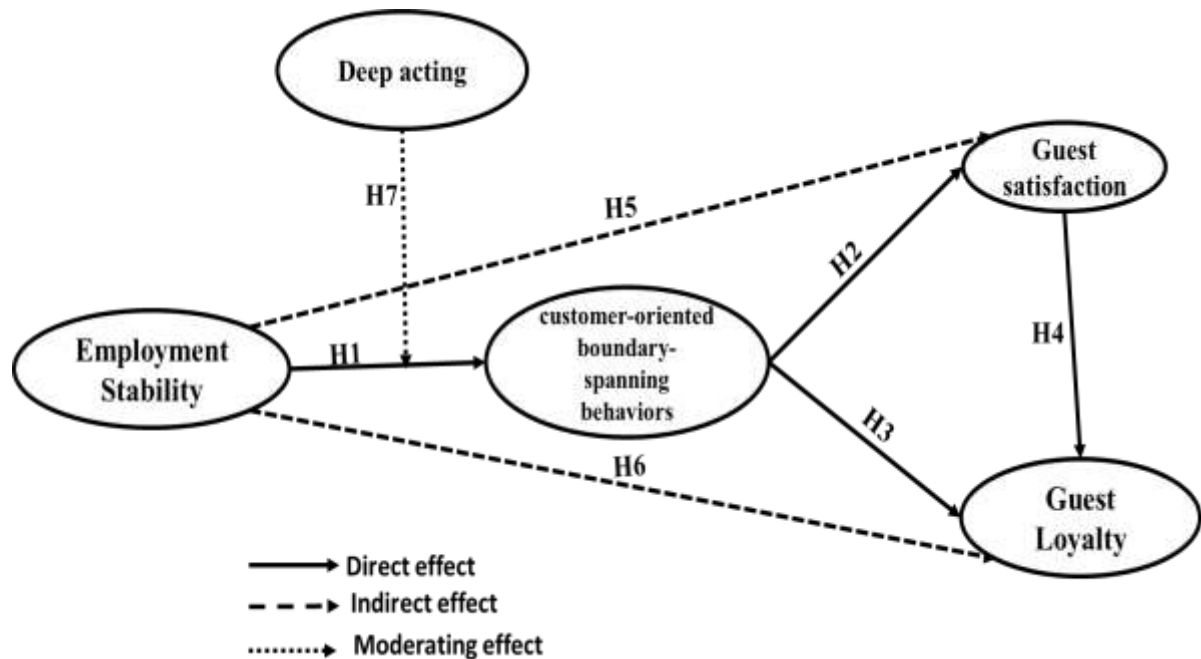 Deep acting
Guest
satisfaction
H7
H5
H2
customer-oriented
boundary-
spanning
behaviors
Employment
Stability
H1
H4
H3
H6
Guest
Loyalty
Direct effect
Indirect effect
Moderating effect